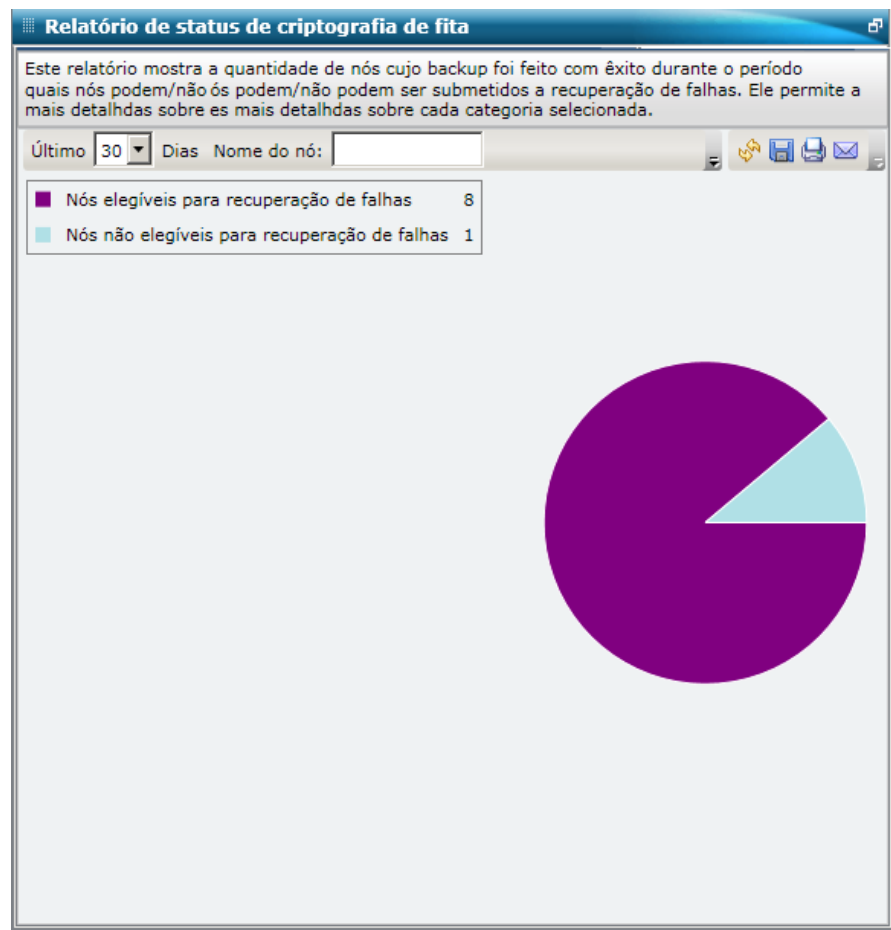 Relatório de status de criptografia de fita
Este relatório mostra a quantidade de nós cujo backup foi feito com êxito durante o período
quais nós podem/não ós podem/não podem ser submetidos a recuperação de falhas. Ele permite a
mais detalhdas sobre es mais detalhdas sobre cada categoria selecionada.
Último 30 Dias Nome do nó:
Nós elegíveis para recuperação de falhas 8
Nós não elegíveis para recuperação de falhas 1